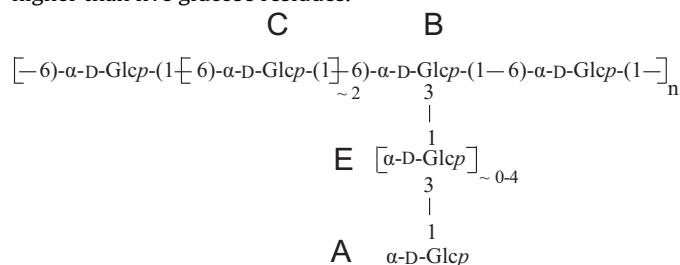 higher than five glucose residues.
C B
[—6)-α-D-Glcp-(1—[6)-α-D-Glcp-(1]~2—6)-α-D-Glcp-(1—6)-α-D-Glcp-(1—]n
3
1
E [α-D-Glcp]~0-4
3
1
A α-D-Glcp